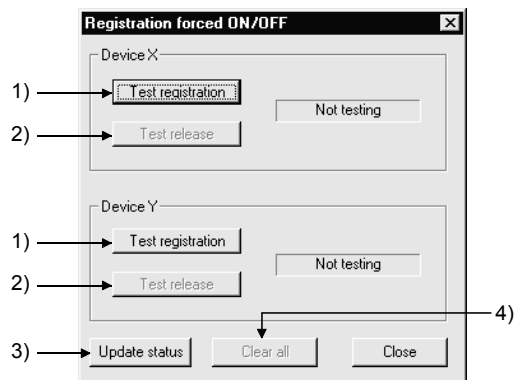 Registration forced ON/OFF
Device X
1) Test registration
Not testing
2) Test release
Device Y
1) Test registration
Not testing
2) Test release
4)
3) Update status Clear all Close